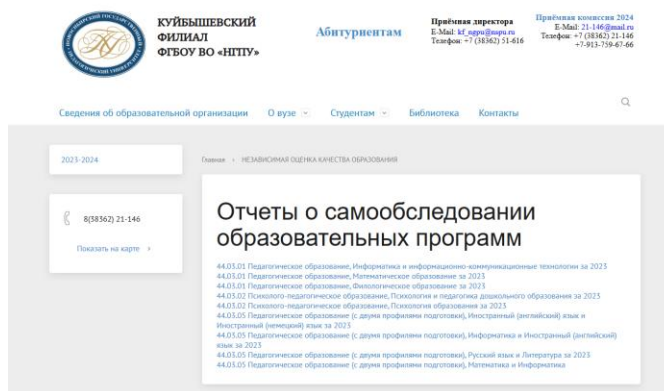 КУЙБЫШЕВСКИЙ
ФИЛИАЛ
ФГБОУ ВО «НГПУ»
Абитуриентам
Приёмная директора
E-Mail: kf_ngpu@nspu.ru
Телефон: +7 (38362) 51-616
Приёмная комиссия 2024
E-Mail: 21-146@mail.ru
Телефон: +7 (38362) 21-146
+7-913-759-67-66
Сведения об образовательной организации О вузе Студентам Библиотека Контакты
2023-2024
Главная › НЕЗАВИСИМАЯ ОЦЕНКА КАЧЕСТВА ОБРАЗОВАНИЯ
8(38362) 21-146
Показать на карте ›
Отчеты о самообследовании
образовательных программ
44.03.01 Педагогическое образование, Информатика и информационно-коммуникационные технологии за 2023
44.03.01 Педагогическое образование, Математическое образование за 2023
44.03.01 Педагогическое образование, Филологическое образование за 2023
44.03.02 Психолого-педагогическое образование, Психология и педагогика дошкольного образования за 2023
44.03.02 Психолого-педагогическое образование, Психология образования за 2023
44.03.05 Педагогическое образование (с двумя профилями подготовки), Иностранный (английский) язык и
Иностранный (немецкий) язык за 2023
44.03.05 Педагогическое образование (с двумя профилями подготовки), Информатика и Иностранный (английский)
язык за 2023
44.03.05 Педагогическое образование (с двумя профилями подготовки), Русский язык и Литература за 2023
44.03.05 Педагогическое образование (с двумя профилями подготовки), Математика и Информатика